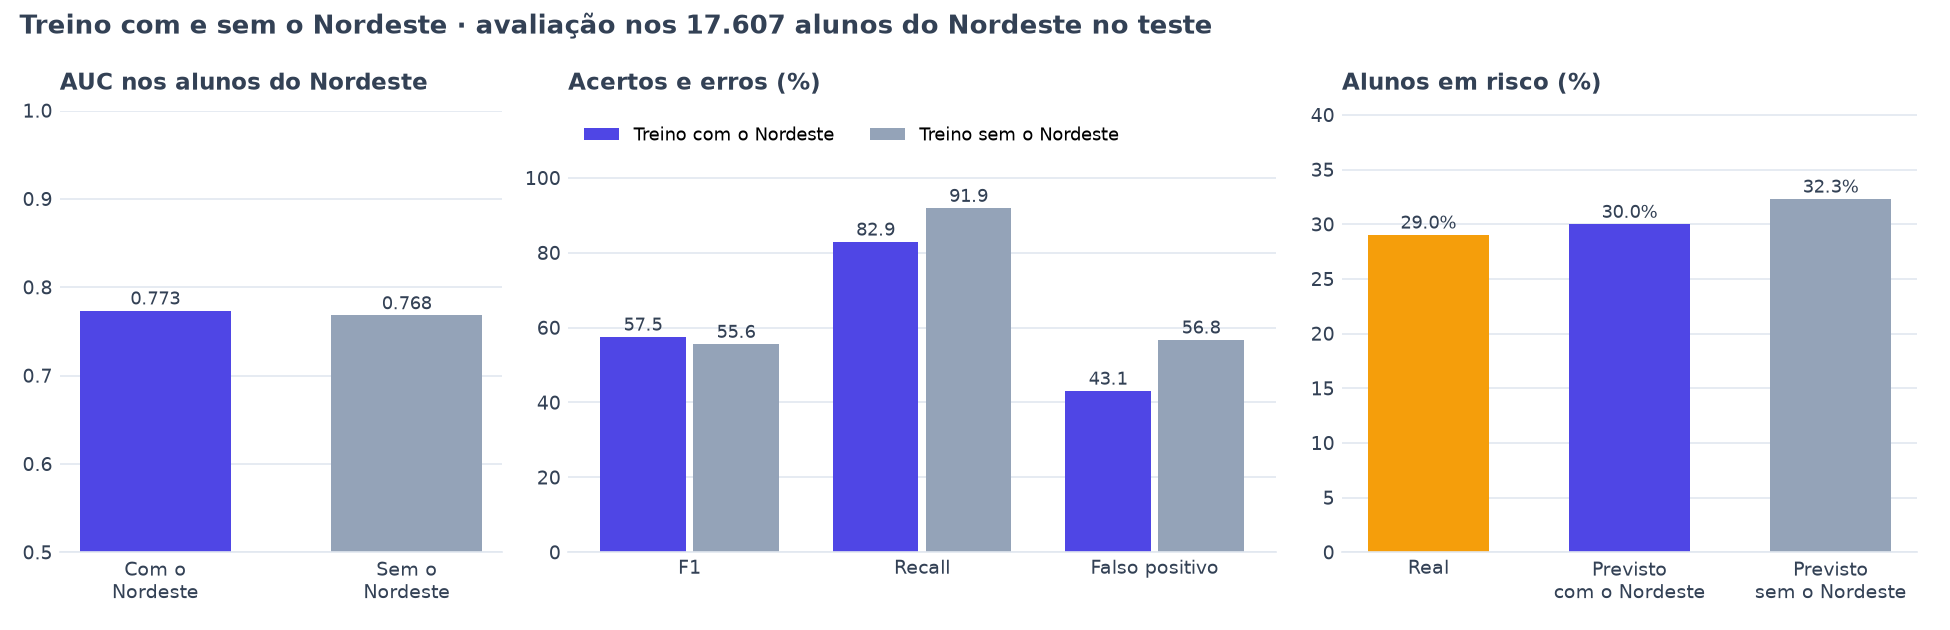 Treino com e sem o Nordeste · avaliação nos 17.607 alunos do Nordeste no teste
AUC nos alunos do Nordeste
1.0
0.9
0.8
0.7
0.6
0.5
0.773
0.768
Com o
Nordeste
Sem o
Nordeste
Acertos e erros (%)
Treino com o Nordeste
Treino sem o Nordeste
100
80
60
40
20
0
57.5
55.6
82.9
91.9
43.1
56.8
F1
Recall
Falso positivo
Alunos em risco (%)
40
35
30
25
20
15
10
5
0
29.0%
30.0%
32.3%
Real
Previsto
com o Nordeste
Previsto
sem o Nordeste